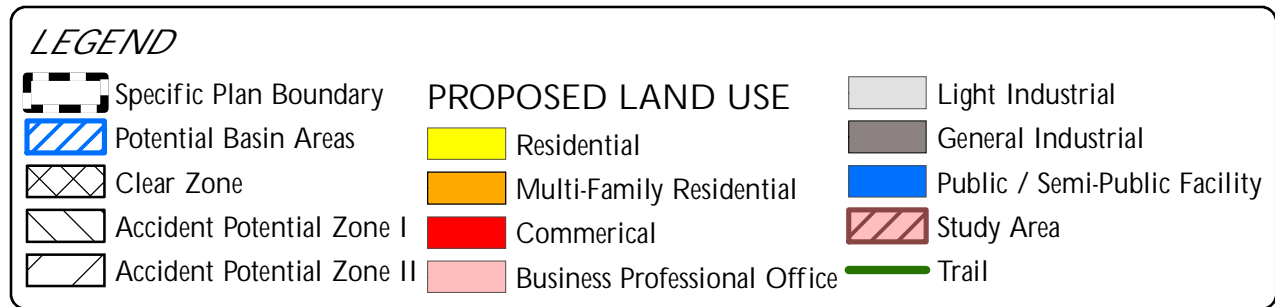 LEGEND
Specific Plan Boundary
Potential Basin Areas
Clear Zone
Accident Potential Zone I
Accident Potential Zone II
PROPOSED LAND USE
Residential
Multi-Family Residential
Commerical
Business Professional Office
Light Industrial
General Industrial
Public / Semi-Public Facility
Study Area
Trail